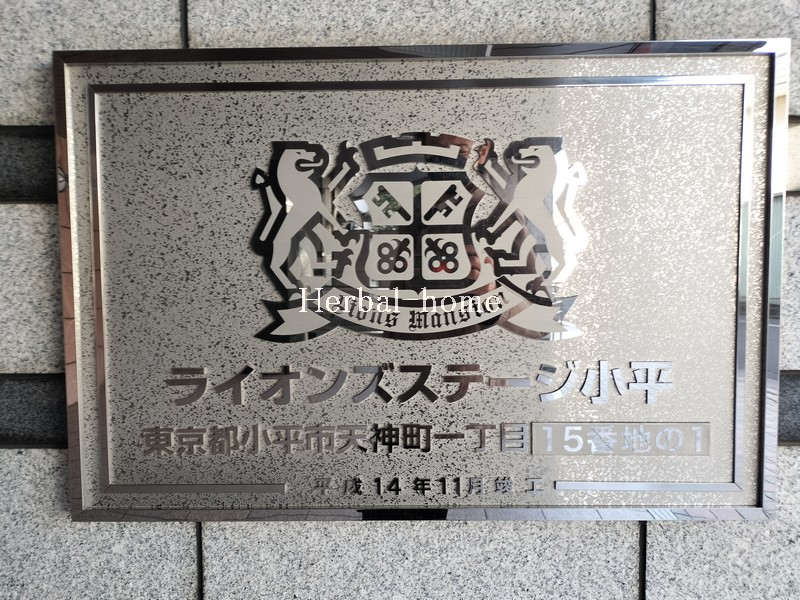 Herbal-home
Lions Mansion
ライオンズステージ小平
東京都小平市天神町一丁目15番地の1
平成14年11月竣工